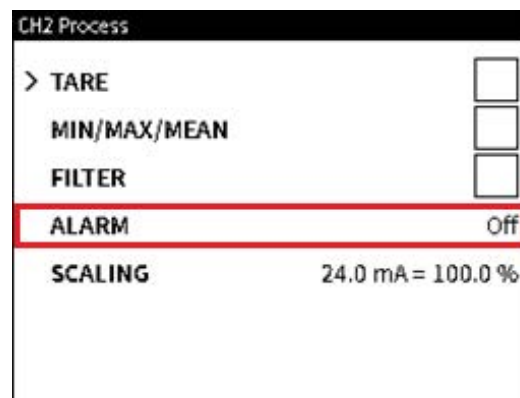 CH2 Process
> TARE
MIN/MAX/MEAN
FILTER
ALARM Off
SCALING 24.0 mA = 100.0 %